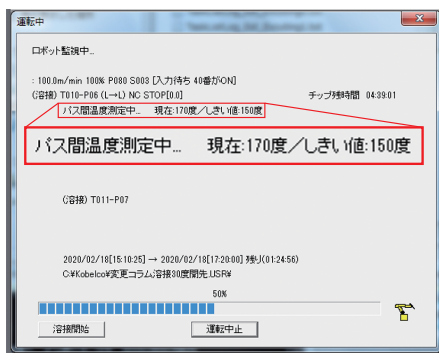 運転中
ロボット監視中..
: 100.0m/min 100% P080 S003 [入力待ち 40番がON]
(溶接) T010-P06 (L→L) NC STOP[0.0]
チップ残時間 04:39:01
パス間温度測定中... 現在:170度／しきい値:150度
パス間温度測定中... 現在:170度／しきい値:150度
(溶接) T011-P07
2020/02/18[15:10:25] → 2020/02/18[17:20:00] 残り(01:24:56)
C:¥Kobelco¥変更コラム溶接30度開先.USR¥
50%
溶接開始
運転中止